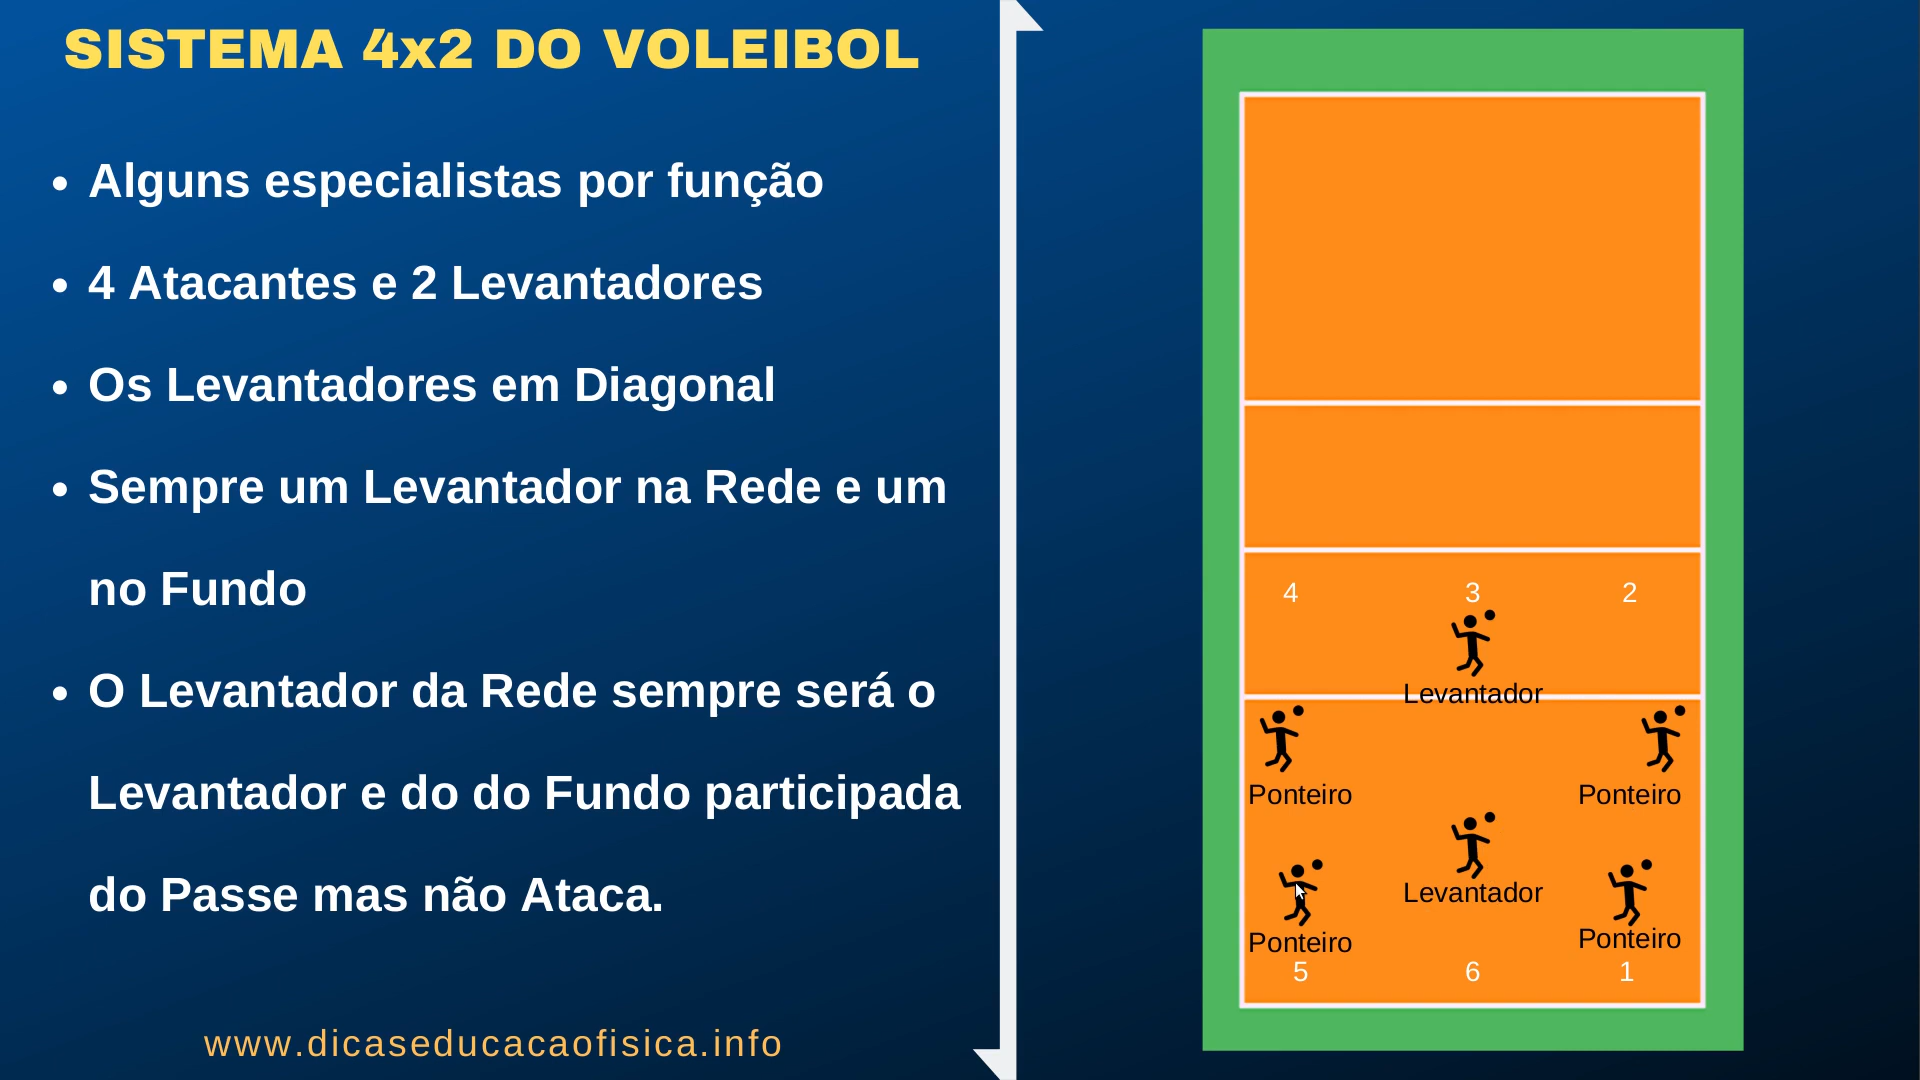 SISTEMA 4x2 DO VOLEIBOL
• Alguns especialistas por função
• 4 Atacantes e 2 Levantadores
• Os Levantadores em Diagonal
• Sempre um Levantador na Rede e um
no Fundo
• O Levantador da Rede sempre será o
Levantador e do do Fundo participada
do Passe mas não Ataca.
www.dicaseducacaofisica.info
4 3 2
Levantador
Ponteiro Ponteiro
Levantador
Ponteiro Ponteiro
5 6 1